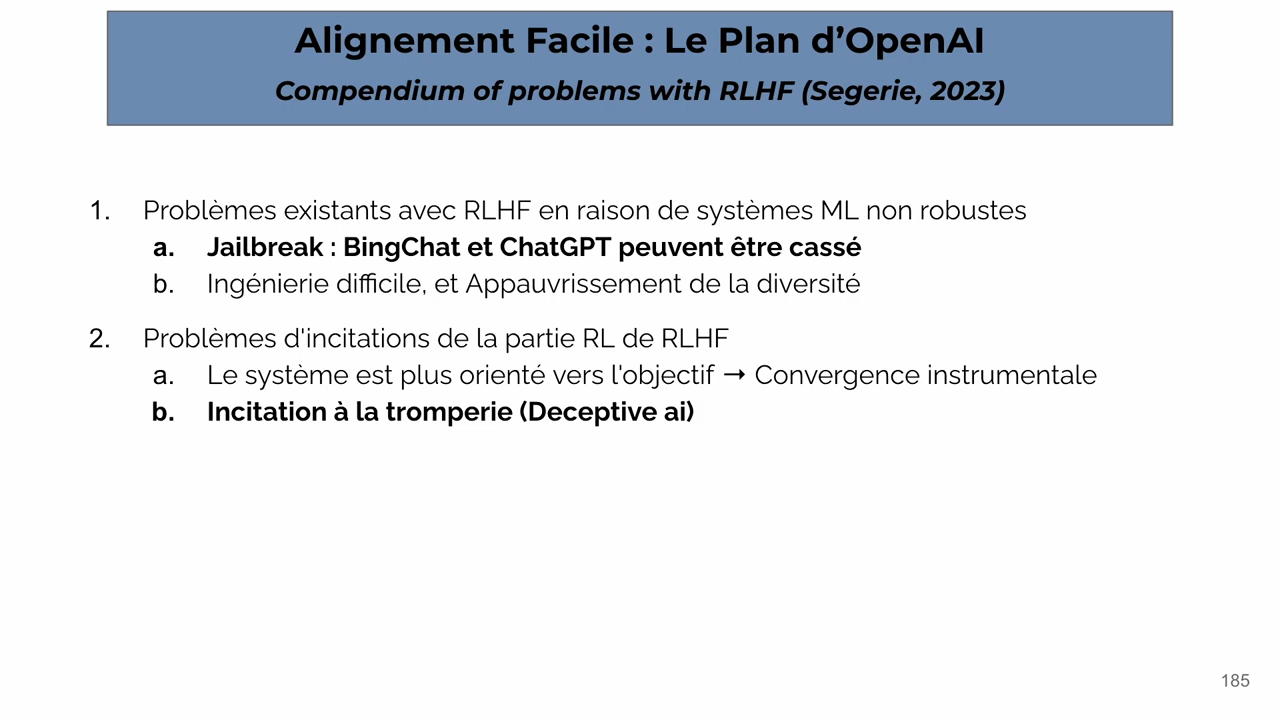 Alignement Facile : Le Plan d’OpenAI
Compendium of problems with RLHF (Segerie, 2023)
1. Problèmes existants avec RLHF en raison de systèmes ML non robustes
a. Jailbreak : BingChat et ChatGPT peuvent être cassé
b. Ingénierie difficile, et Appauvrissement de la diversité
2. Problèmes d'incitations de la partie RL de RLHF
a. Le système est plus orienté vers l'objectif → Convergence instrumentale
b. Incitation à la tromperie (Deceptive ai)
185